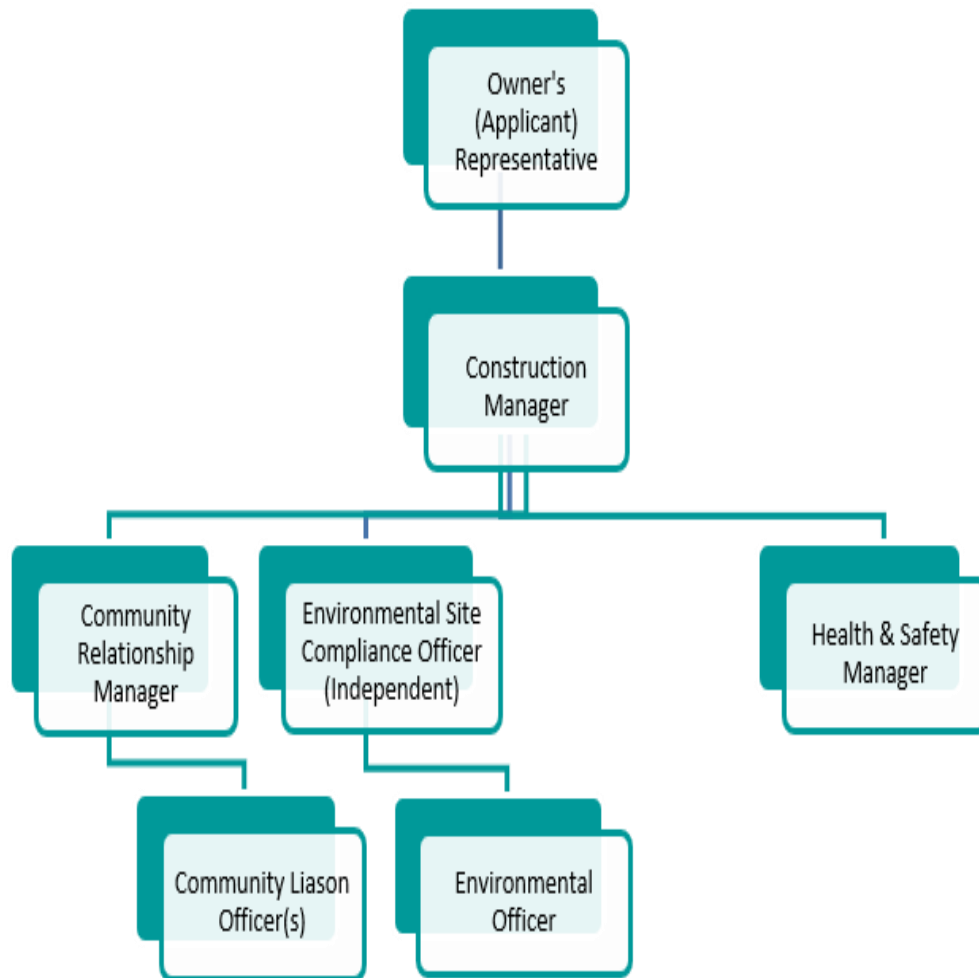 Owner's
(Applicant)
Representative
Construction
Manager
Community
Relationship
Manager
Environmental Site
Compliance Officer
(Independent)
Health & Safety
Manager
Community Liason
Officer(s)
Environmental
Officer